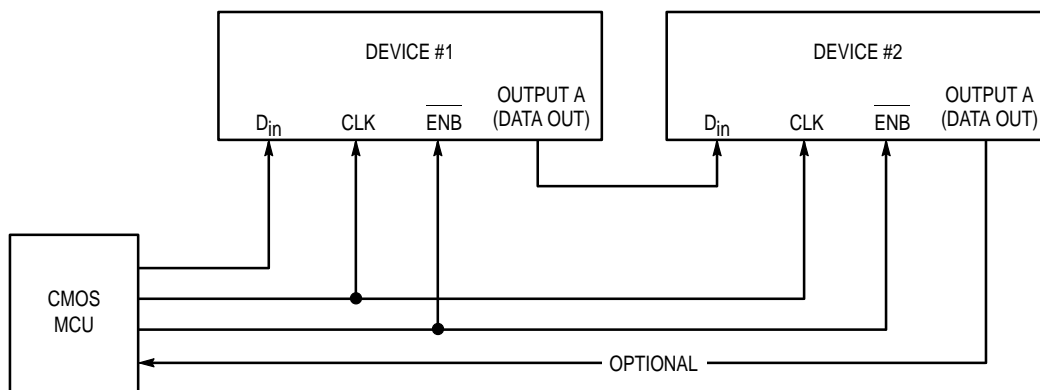 DEVICE #1
OUTPUT A
(DATA OUT)
Din
CLK
ENB
DEVICE #2
OUTPUT A
(DATA OUT)
Din
CLK
ENB
CMOS
MCU
OPTIONAL